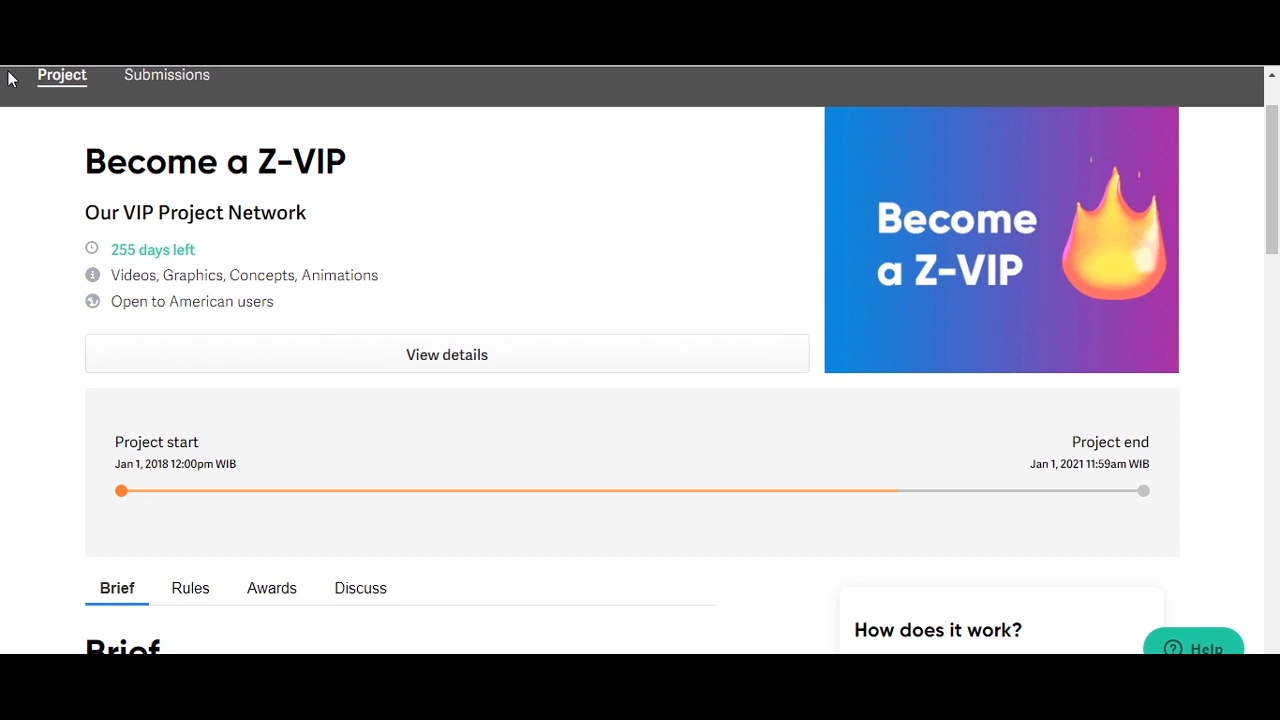 Project Submissions
Become a Z-VIP
Our VIP Project Network
255 days left
Videos, Graphics, Concepts, Animations
Open to American users
View details
Become
a Z-VIP
Project start Project end
Jan 1, 2018 12:00pm WIB Jan 1, 2021 11:59am WIB
Brief Rules Awards Discuss
How does it work?
Brief
Help